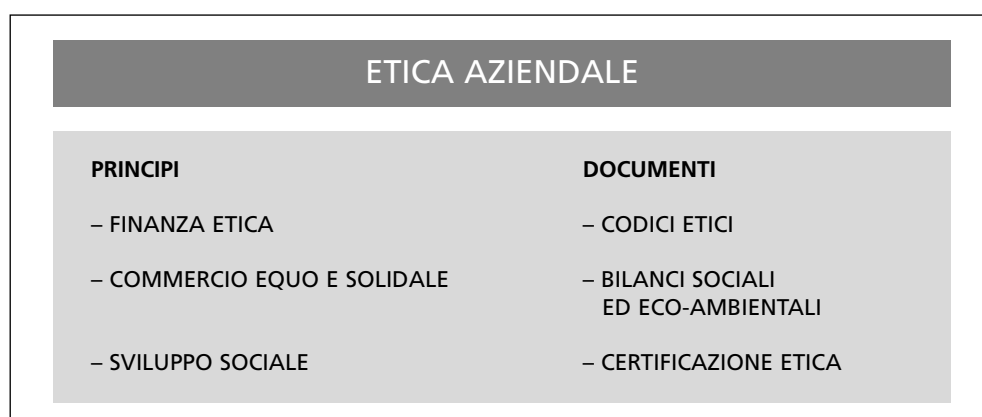 ETICA AZIENDALE
PRINCIPI
– FINANZA ETICA
– COMMERCIO EQUO E SOLIDALE
– SVILUPPO SOCIALE
DOCUMENTI
– CODICI ETICI
– BILANCI SOCIALI
ED ECO-AMBIENTALI
– CERTIFICAZIONE ETICA